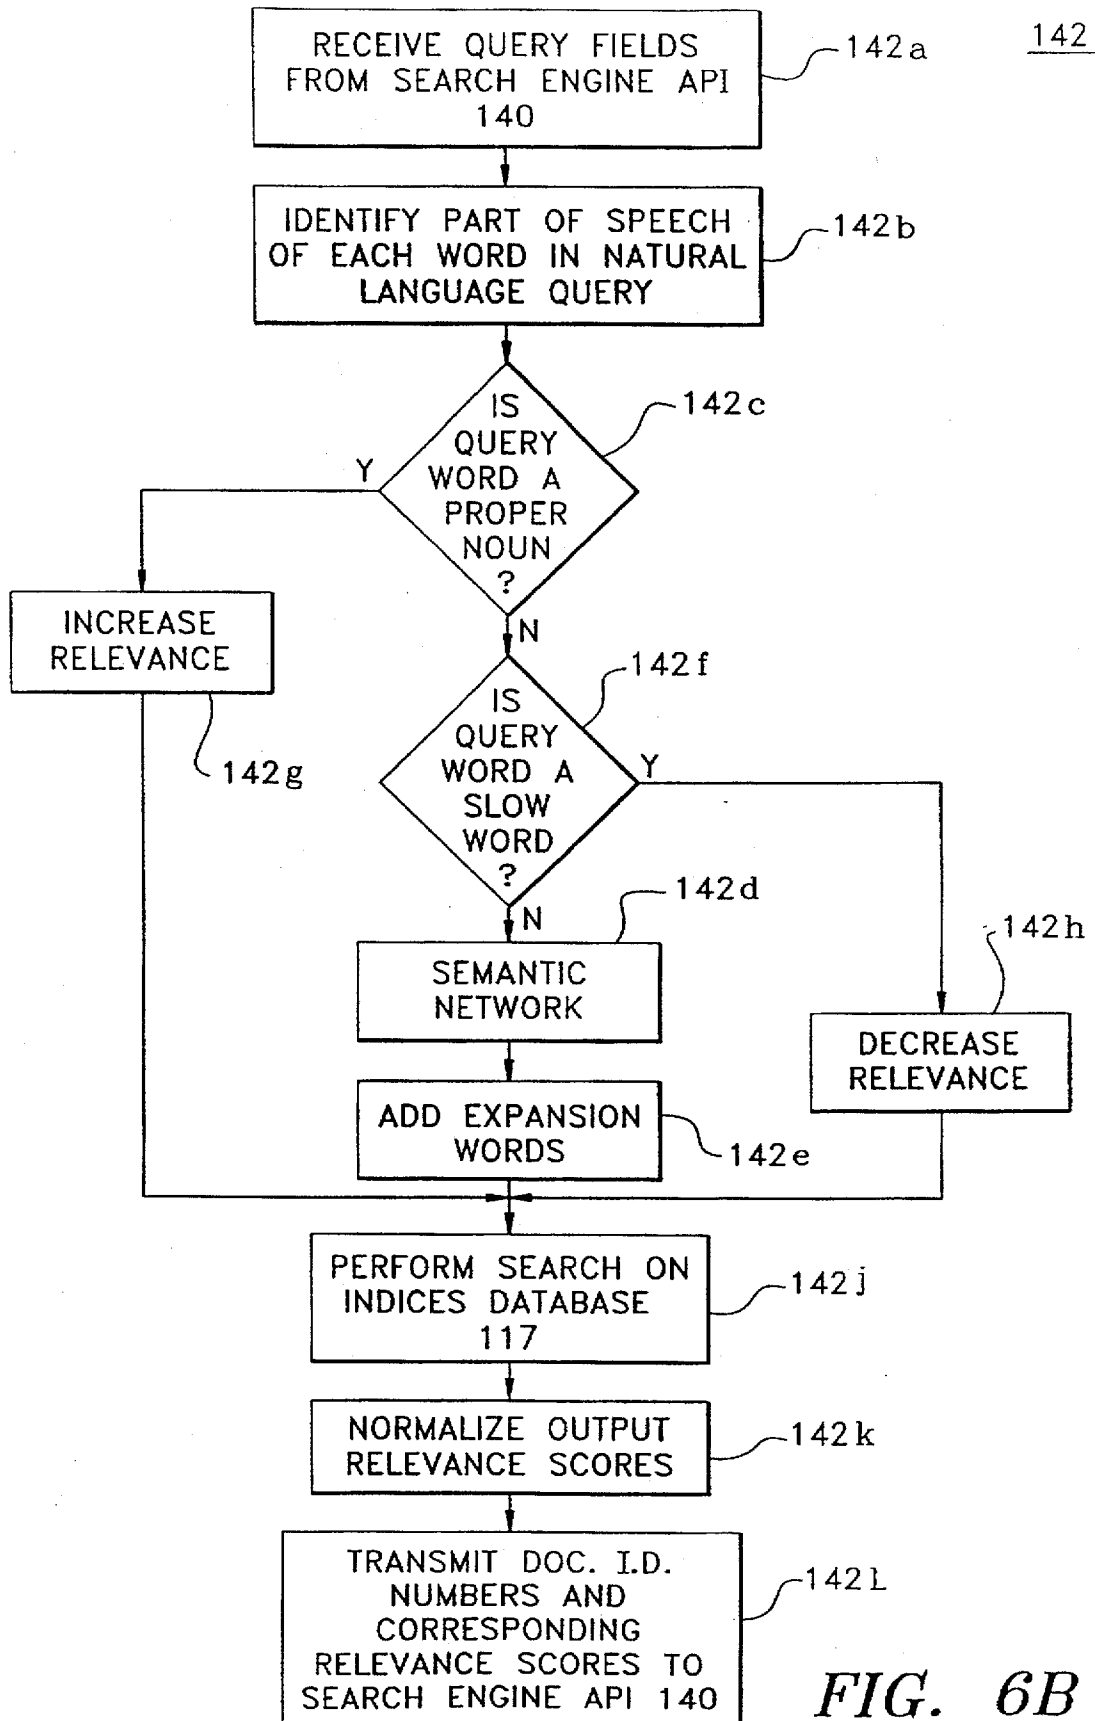 142
RECEIVE QUERY FIELDS
FROM SEARCH ENGINE API
140
142a
IDENTIFY PART OF SPEECH
OF EACH WORD IN NATURAL
LANGUAGE QUERY
142b
IS
QUERY
WORD A
PROPER
NOUN
?
142c
Y
N
INCREASE
RELEVANCE
142g
IS
QUERY
WORD A
SLOW
WORD
?
142f
Y
N
SEMANTIC
NETWORK
142d
DECREASE
RELEVANCE
142h
ADD EXPANSION
WORDS
142e
PERFORM SEARCH ON
INDICES DATABASE
117
142j
NORMALIZE OUTPUT
RELEVANCE SCORES
142k
TRANSMIT DOC. I.D.
NUMBERS AND
CORRESPONDING
RELEVANCE SCORES TO
SEARCH ENGINE API 140
142L
FIG. 6B